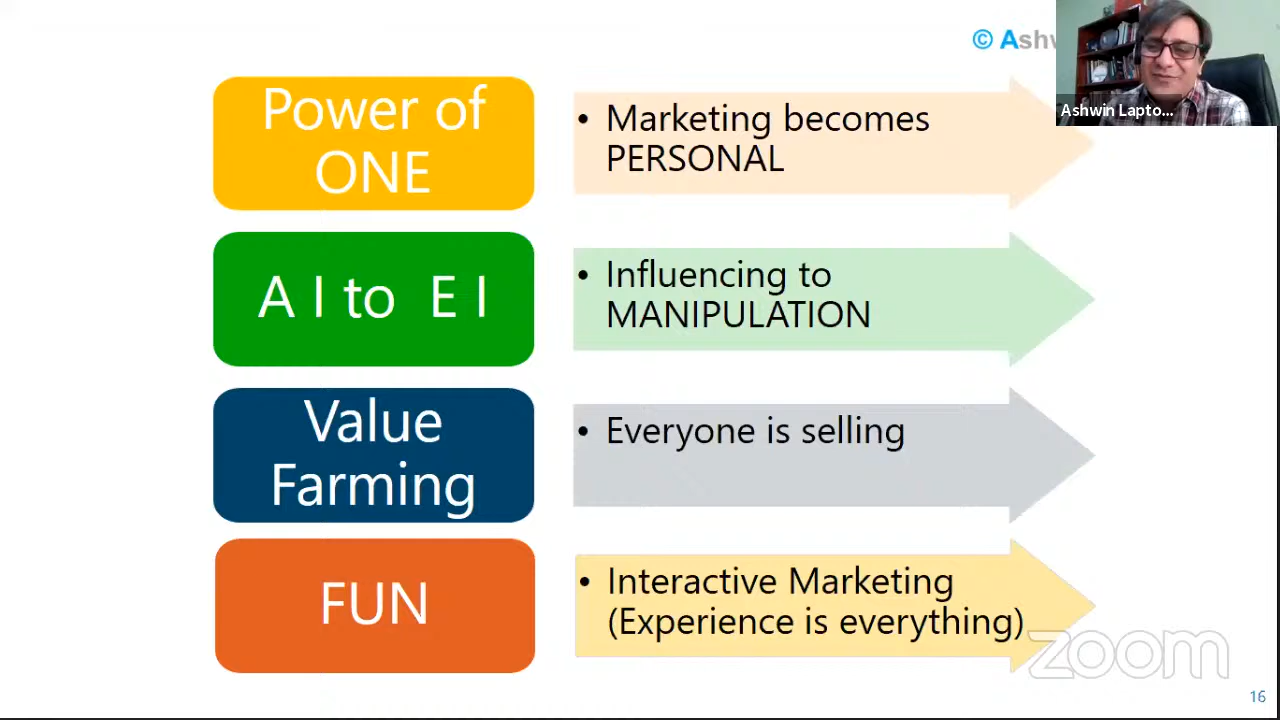 © Ashw
Ashwin Lapto...
Power of
ONE
• Marketing becomes
PERSONAL
A I to E I
• Influencing to
MANIPULATION
Value
Farming
• Everyone is selling
FUN
• Interactive Marketing
(Experience is everything)
zoom
16